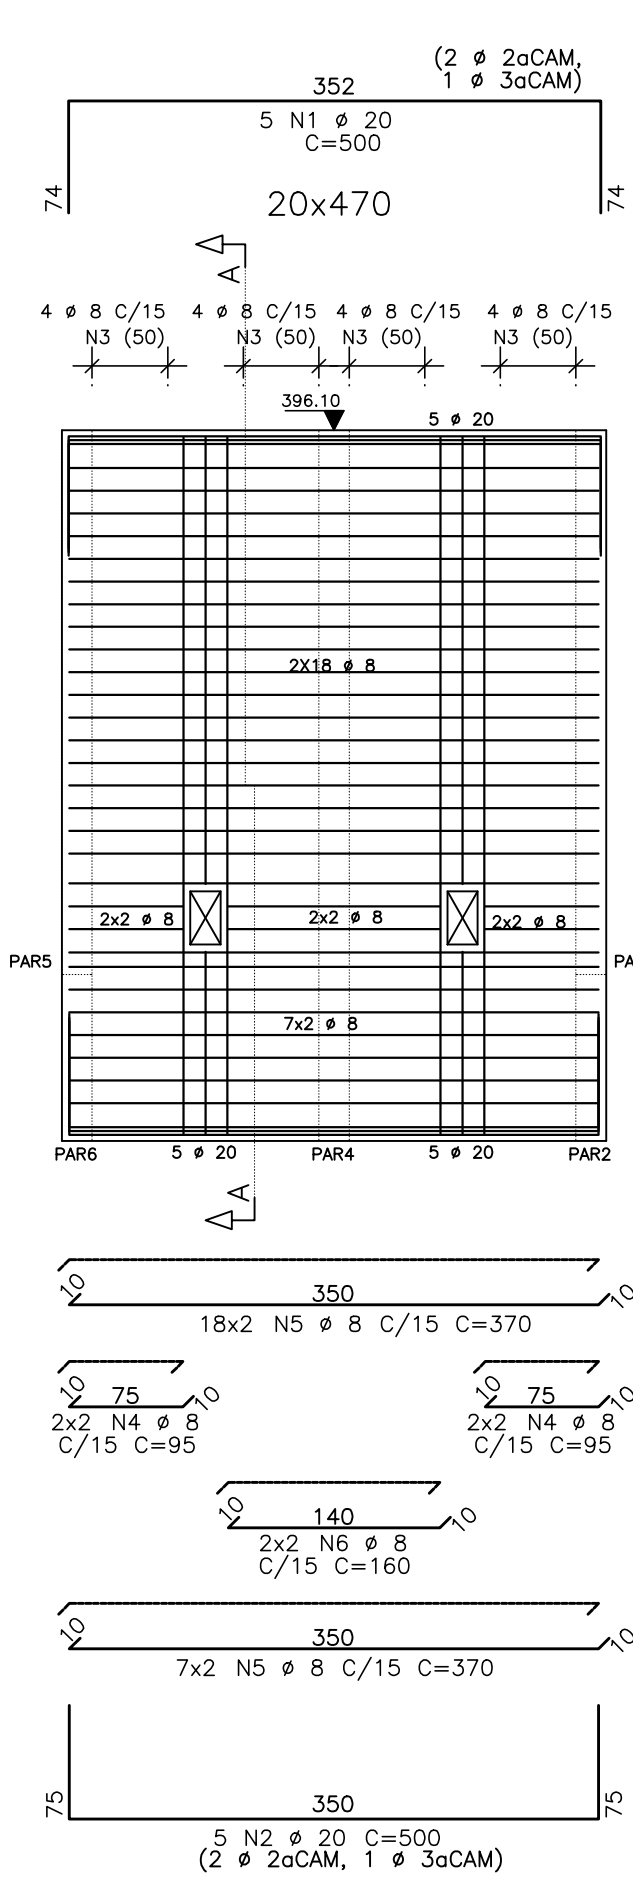 (2 ø 2aCAM,
1 ø 3aCAM)
352
5 N1 ø 20
C=500
74
74
20x470
A
4 ø 8 C/15
4 ø 8 C/15
4 ø 8 C/15
4 ø 8 C/15
N3 (50)
N3 (50)
N3 (50)
N3 (50)
396.10
5 ø 20
2X18 ø 8
2x2 ø 8
2x2 ø 8
2x2 ø 8
PAR5
PA
7x2 ø 8
PAR6
5 ø 20
PAR4
5 ø 20
PAR2
A
10
350
10
18x2 N5 ø 8 C/15 C=370
10
75
10
2x2 N4 ø 8
C/15 C=95
10
75
10
2x2 N4 ø 8
C/15 C=95
10
140
10
2x2 N6 ø 8
C/15 C=160
10
350
10
7x2 N5 ø 8 C/15 C=370
75
350
75
5 N2 ø 20 C=500
(2 ø 2aCAM, 1 ø 3aCAM)